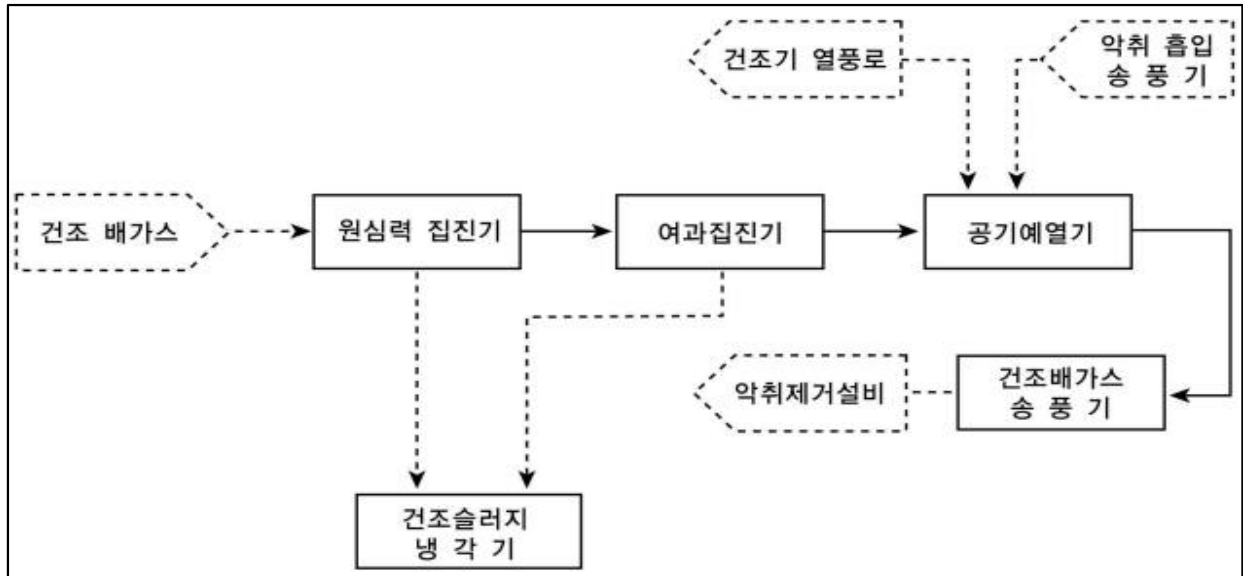 건조기 열풍로
악취 흡입
송 풍 기
건조 배가스
원심력 집진기
여과집진기
공기예열기
악취제거설비
건조배가스
송 풍 기
건조슬러지
냉 각 기